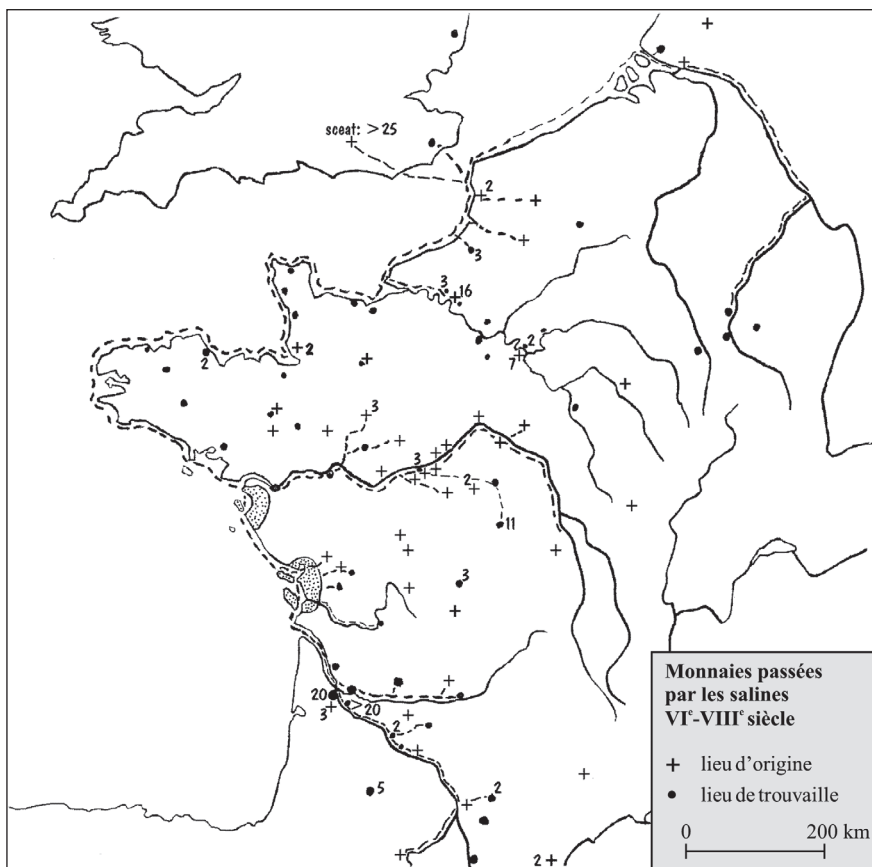 sceat: > 25
2
3
3
16
2
2
2
7
3
3
2
11
3
20
> 20
3
2
5
2
2
Monnaies passées
par les salines
VIe-VIIIe siècle
+ lieu d'origine
• lieu de trouvaille
0 200 km